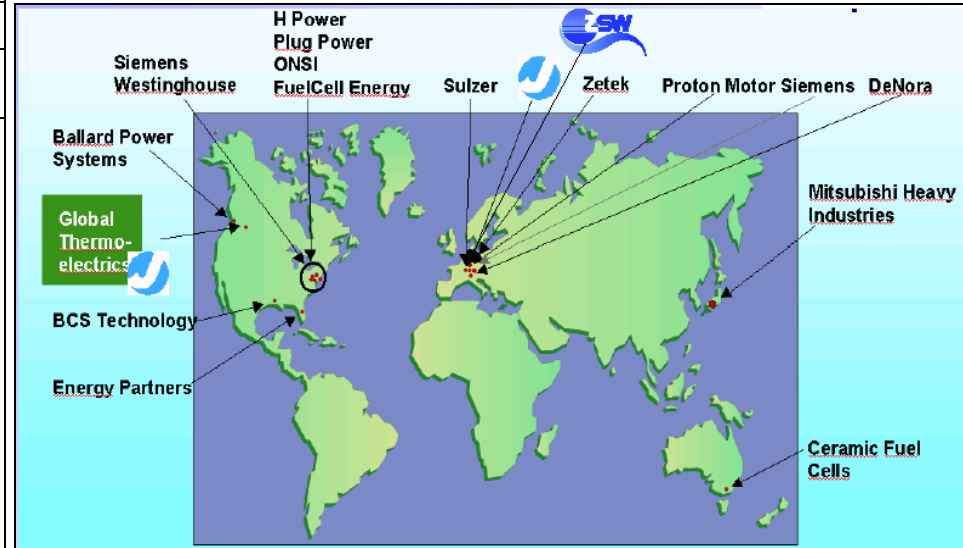 H Power
Plug Power
ONSI
FuelCell Energy
Siemens
Westinghouse
Sulzer
ZSW
Zetek
Proton Motor Siemens
DeNora
Ballard Power
Systems
Mitsubishi Heavy
Industries
Global
Thermo-
electrics
BCS Technology
Energy Partners
Ceramic Fuel
Cells